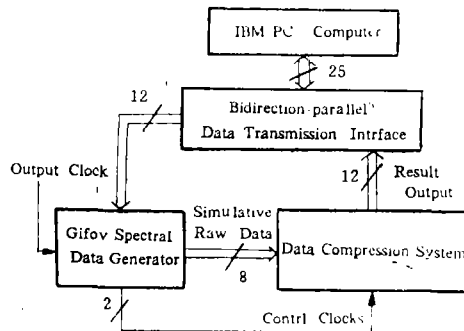 IBM PC Computer
25
12
Bidirection-parallel
Data Transmission Intrface
Output Clock
12
Result
Output
Simulative
Raw Data
Gifov Spectral
Data Generator
8
Data Compression System
2
Contrl Clocks